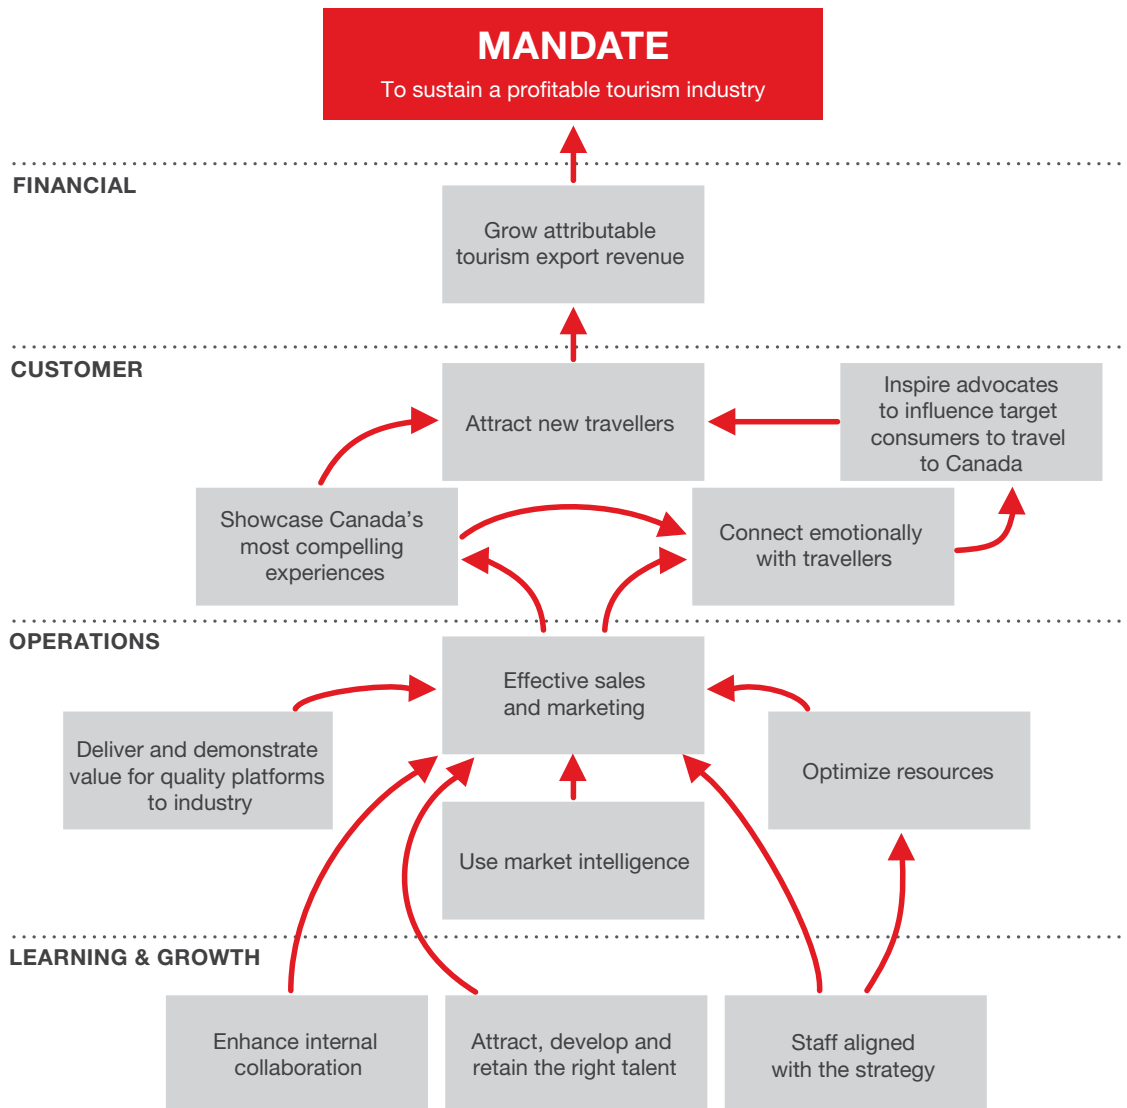 MANDATE
To sustain a profitable tourism industry
FINANCIAL
Grow attributable
tourism export revenue
CUSTOMER
Attract new travellers
Inspire advocates
to influence target
consumers to travel
to Canada
Showcase Canada's
most compelling
experiences
Connect emotionally
with travellers
OPERATIONS
Effective sales
and marketing
Deliver and demonstrate
value for quality platforms
to industry
Optimize resources
Use market intelligence
LEARNING & GROWTH
Enhance internal
collaboration
Attract, develop and
retain the right talent
Staff aligned
with the strategy